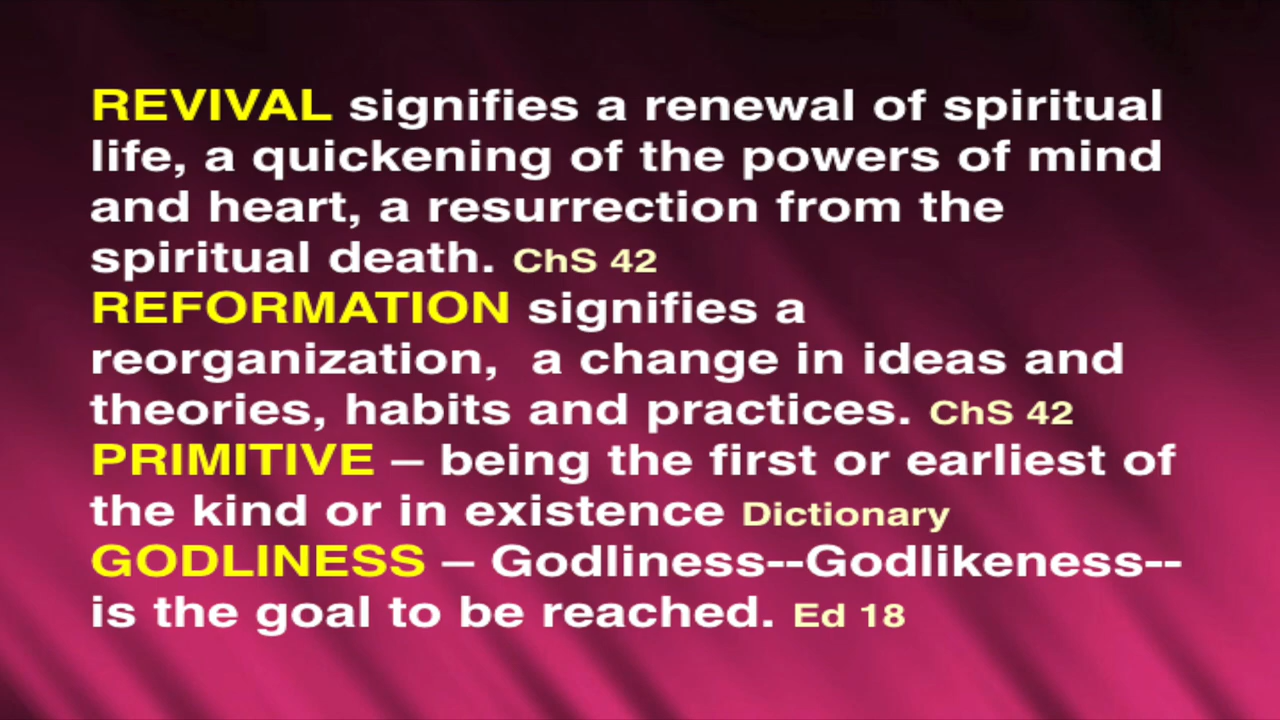 REVIVAL signifies a renewal of spiritual
life, a quickening of the powers of mind
and heart, a resurrection from the
spiritual death. ChS 42
REFORMATION signifies a
reorganization,  a change in ideas and
theories, habits and practices. ChS 42
PRIMITIVE – being the first or earliest of
the kind or in existence Dictionary
GODLINESS – Godliness--Godlikeness--
is the goal to be reached. Ed 18